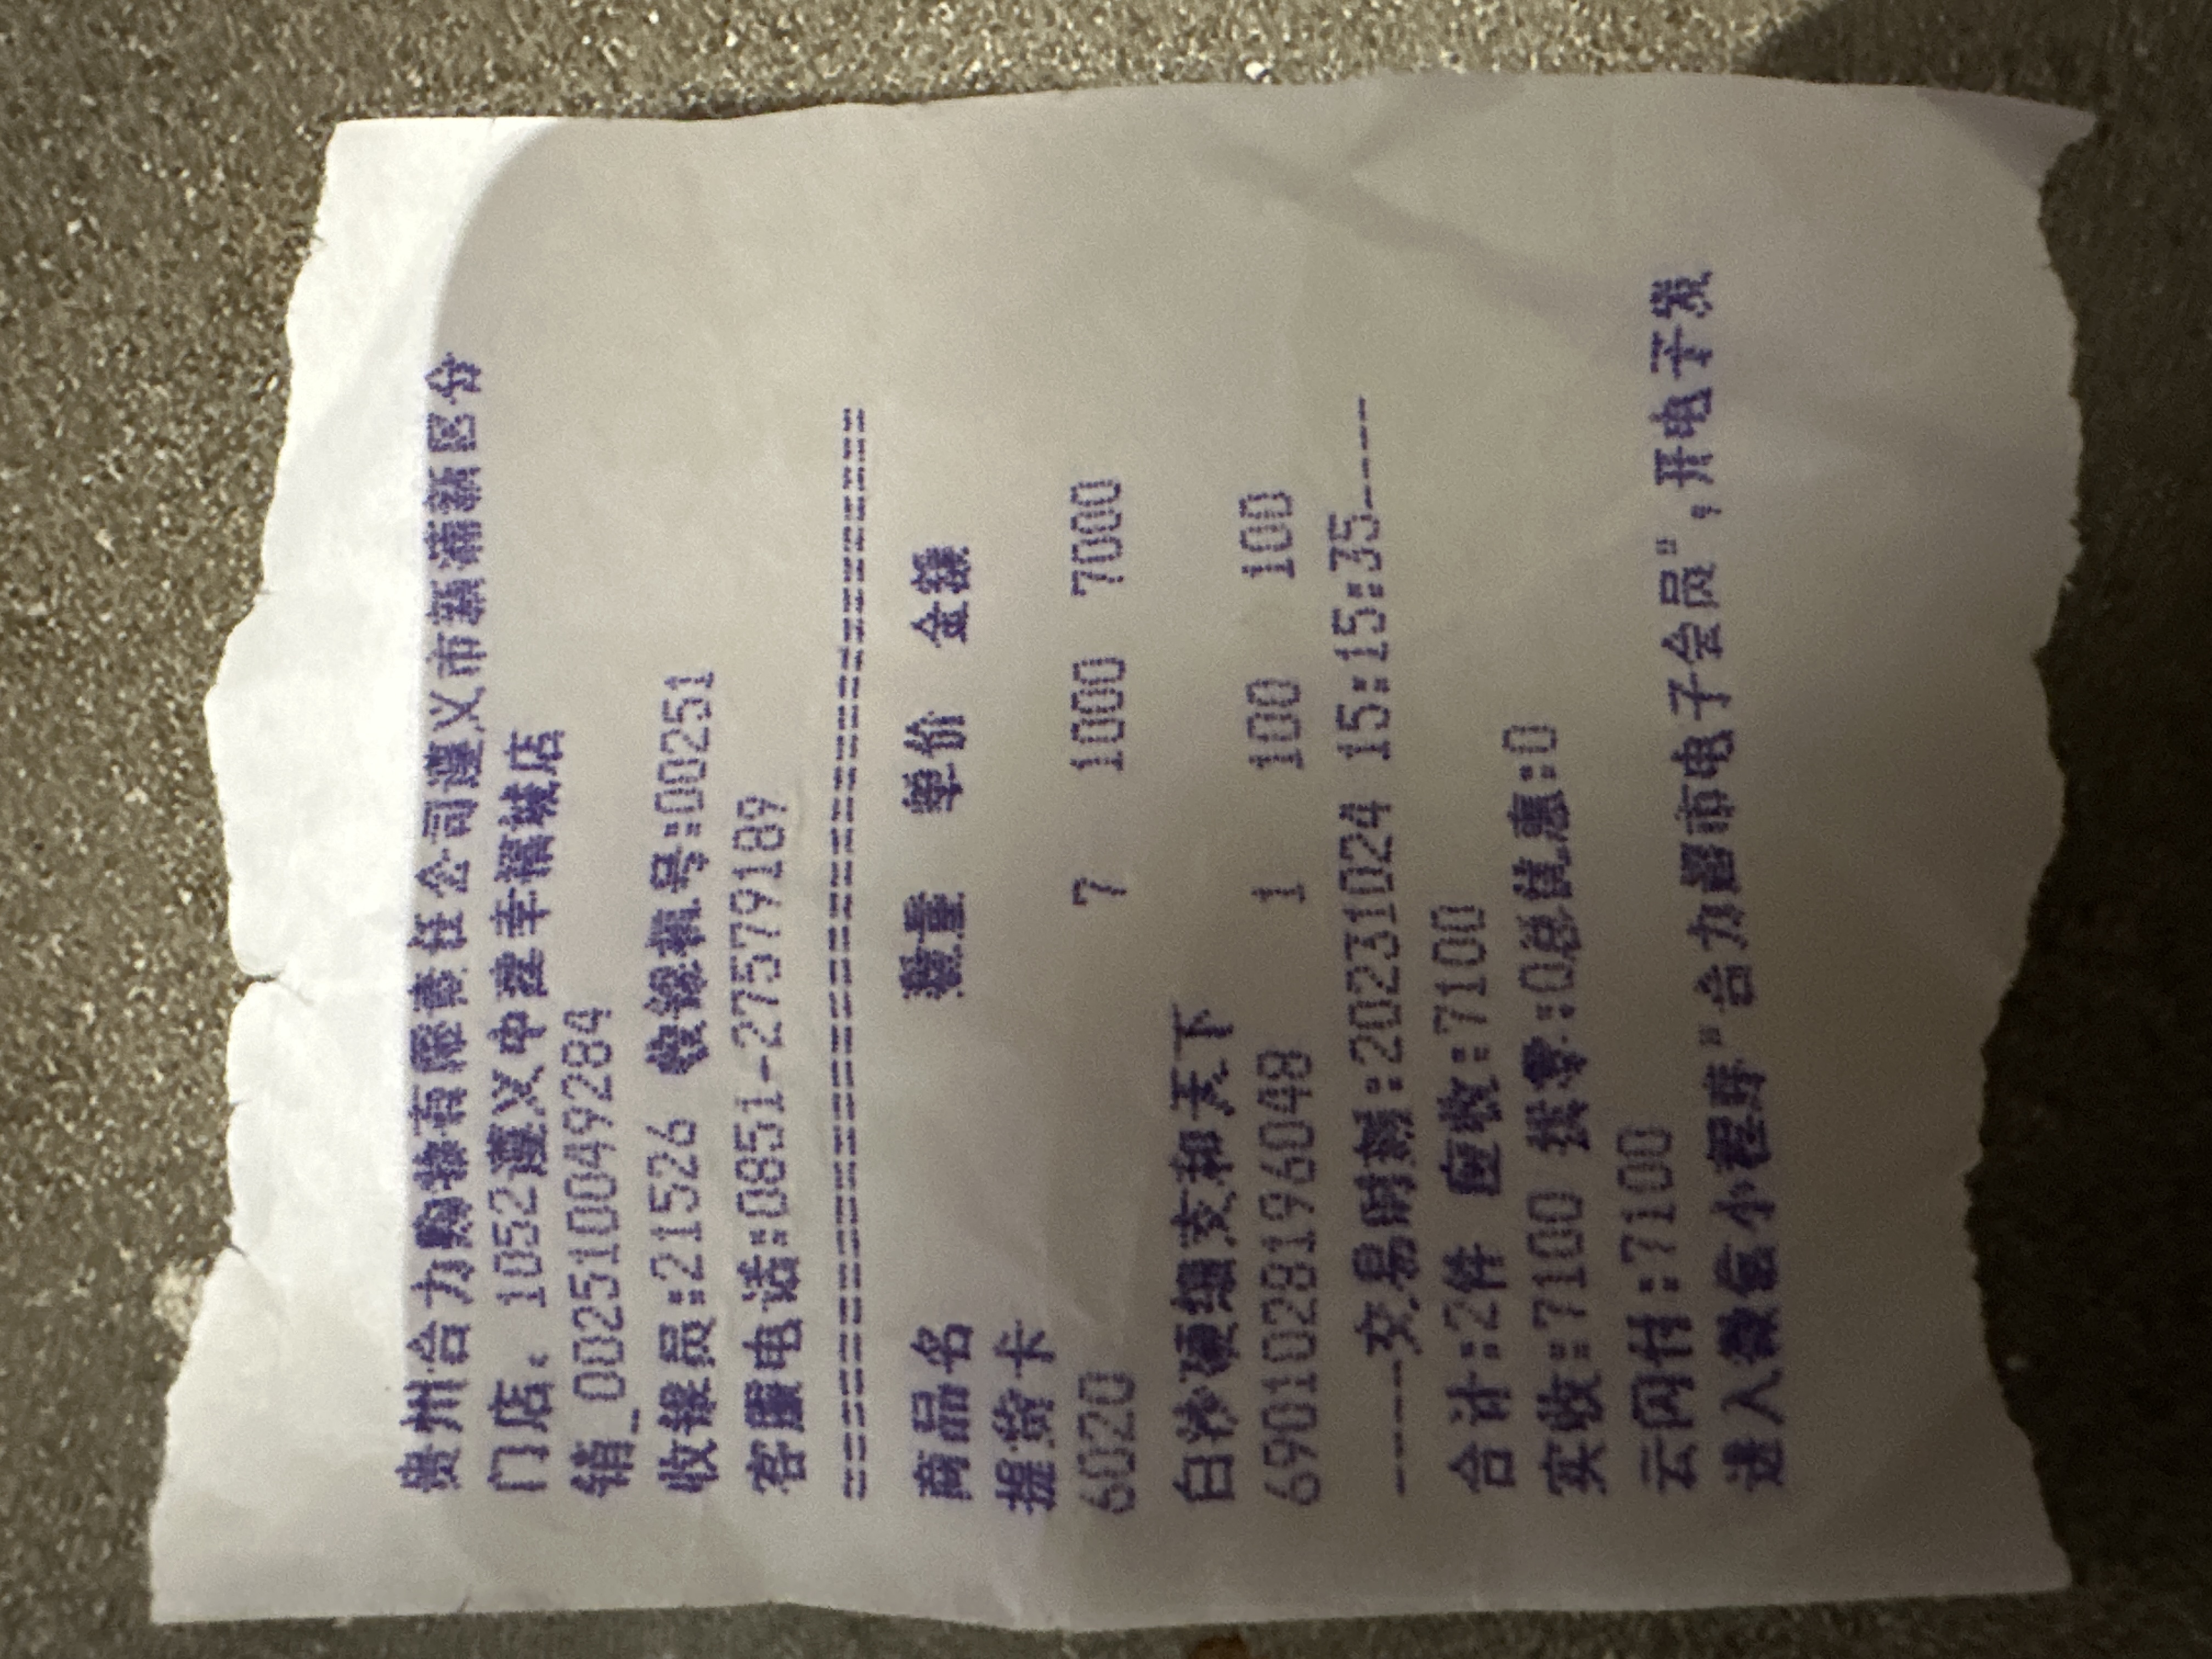 贵州合力购物有限责任公司遵义市新蒲新区分
门店: 1052遵义中建幸福城店
销_002510049284
收银员:21526 收银机号:00251
客服电话:0851-27579189
==========================================
商品名 数量 单价 金额
提货卡
6020 7 1000 7000
白沙硬细支和天下
6901028196048 1 100 100
-----交易时刻:20231024 15:15:35----
合计:2件 应收:7100
实收:7100 找零:0总优惠:0
云闪付:7100
进入微信小程序"合力超市电子会员",开电子发